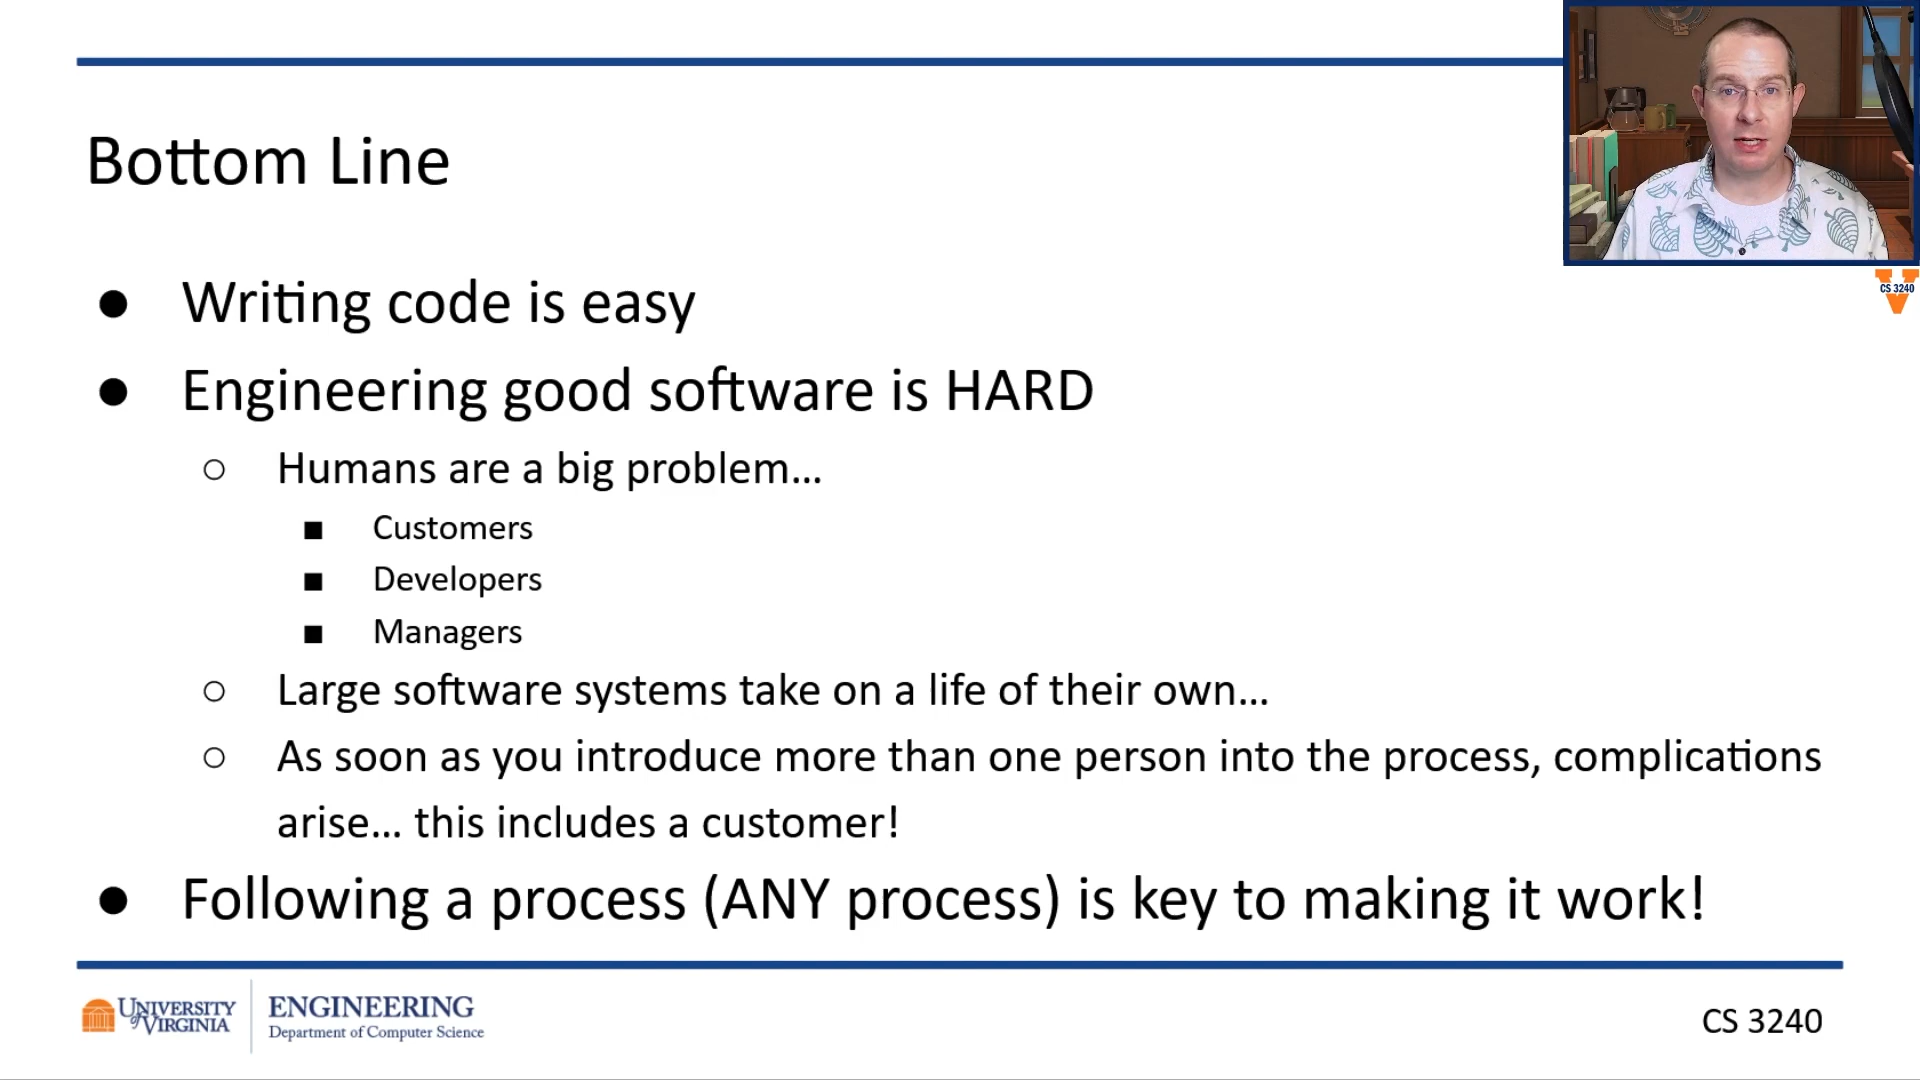 Bottom Line
CS 3240
● Writing code is easy
● Engineering good software is HARD
○ Humans are a big problem…
■ Customers
■ Developers
■ Managers
○ Large software systems take on a life of their own…
○ As soon as you introduce more than one person into the process, complications
arise… this includes a customer!
● Following a process (ANY process) is key to making it work!
UNIVERSITY
of VIRGINIA
ENGINEERING
Department of Computer Science
CS 3240